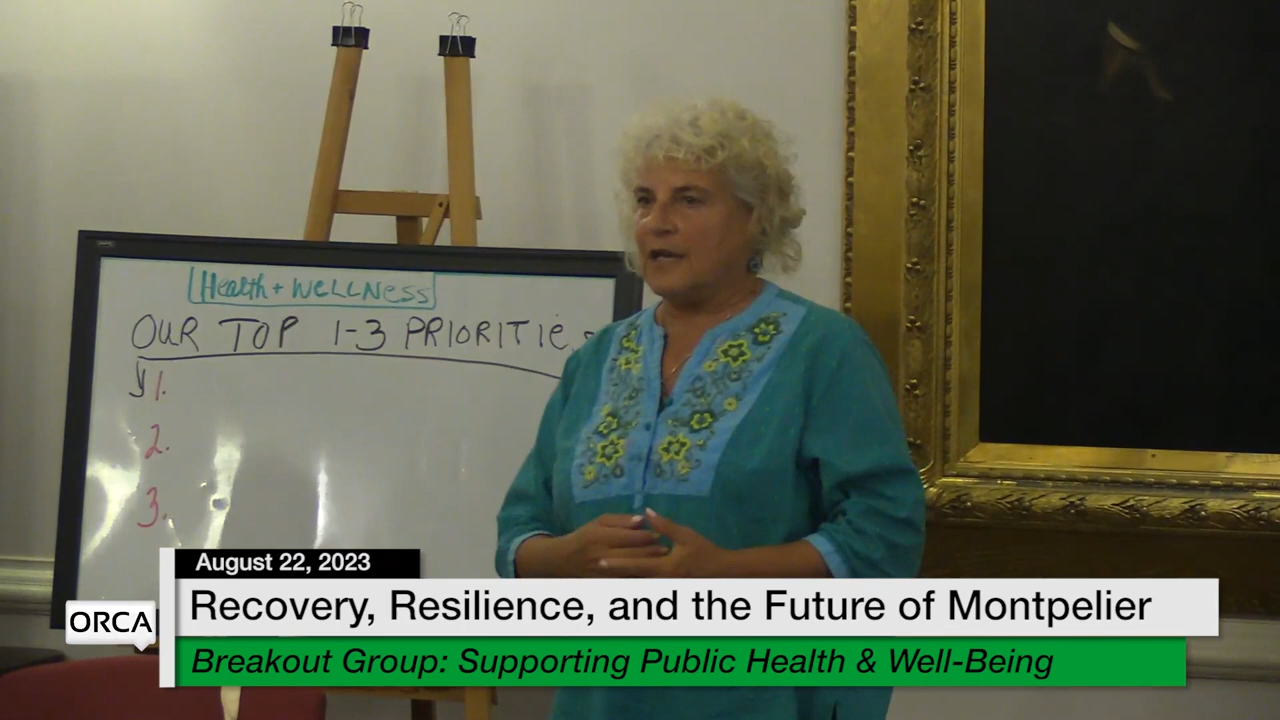 Health + WELLNESS
OUR TOP 1-3 PRIORITIES
1.
2.
3.
August 22, 2023
ORCA
Recovery, Resilience, and the Future of Montpelier
Breakout Group: Supporting Public Health & Well-Being